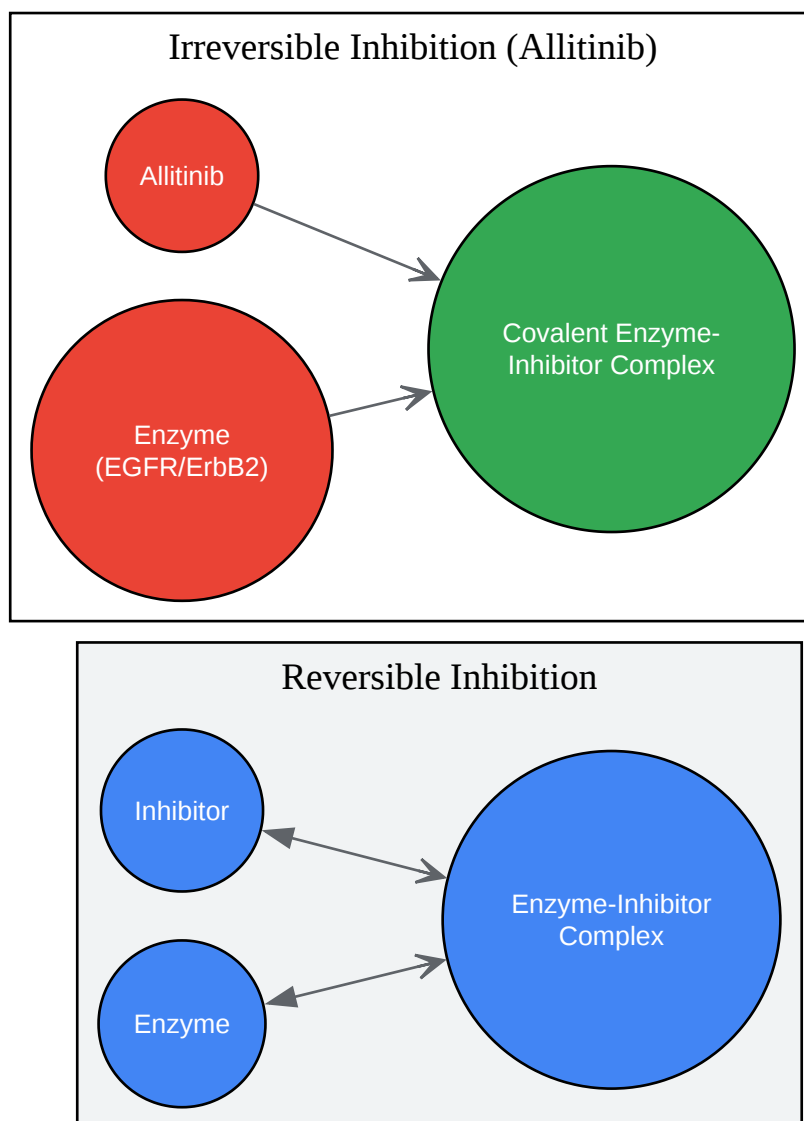 Irreversible Inhibition (Allitinib)
Allitinib
Covalent Enzyme-
Inhibitor Complex
Enzyme
(EGFR/ErbB2)
Reversible Inhibition
Inhibitor
Enzyme-Inhibitor
Complex
Enzyme